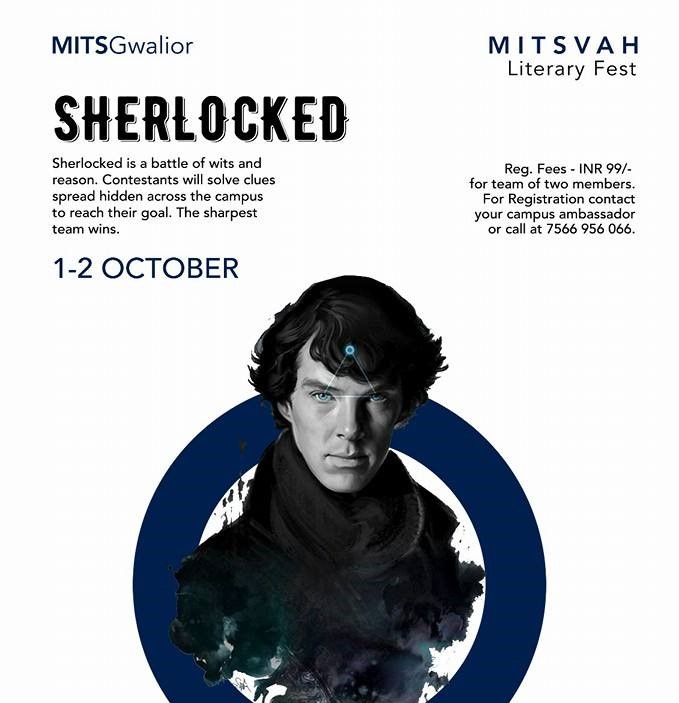 MITSGwalior
MITSVAH
Literary Fest
SHERLOCKED
Sherlocked is a battle of wits and
reason. Contestants will solve clues
spread hidden across the campus
to reach their goal. The sharpest
team wins.
Reg. Fees - INR 99/-
for team of two members.
For Registration contact
your campus ambassador
or call at 7566 956 066.
1-2 OCTOBER